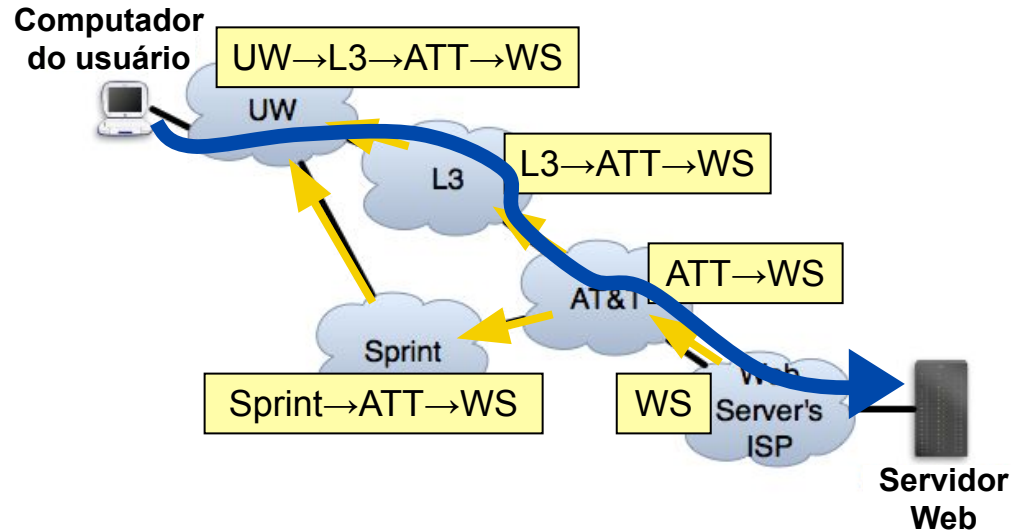 Computador
do usuário
UW→L3→ATT→WS
UW
L3→ATT→WS
L3
ATT→WS
AT&T
Sprint
Sprint→ATT→WS
WS
Web
Server's
ISP
Servidor
Web